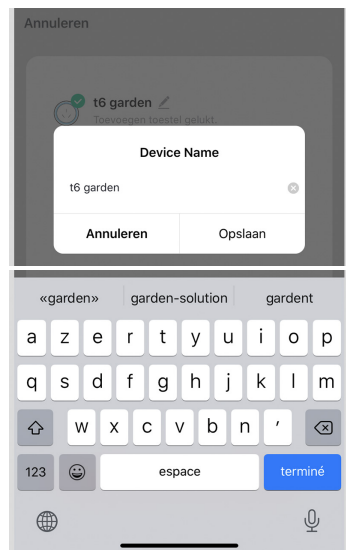 Annuleren
t6 garden
Toevoegen toestel gelukt.
Device Name
t6 garden
Annuleren Opslaan
«garden» garden-solution gardent
a z e r t y u i o p
q s d f g h j k l m
w x c v b n ′
123 espace terminé